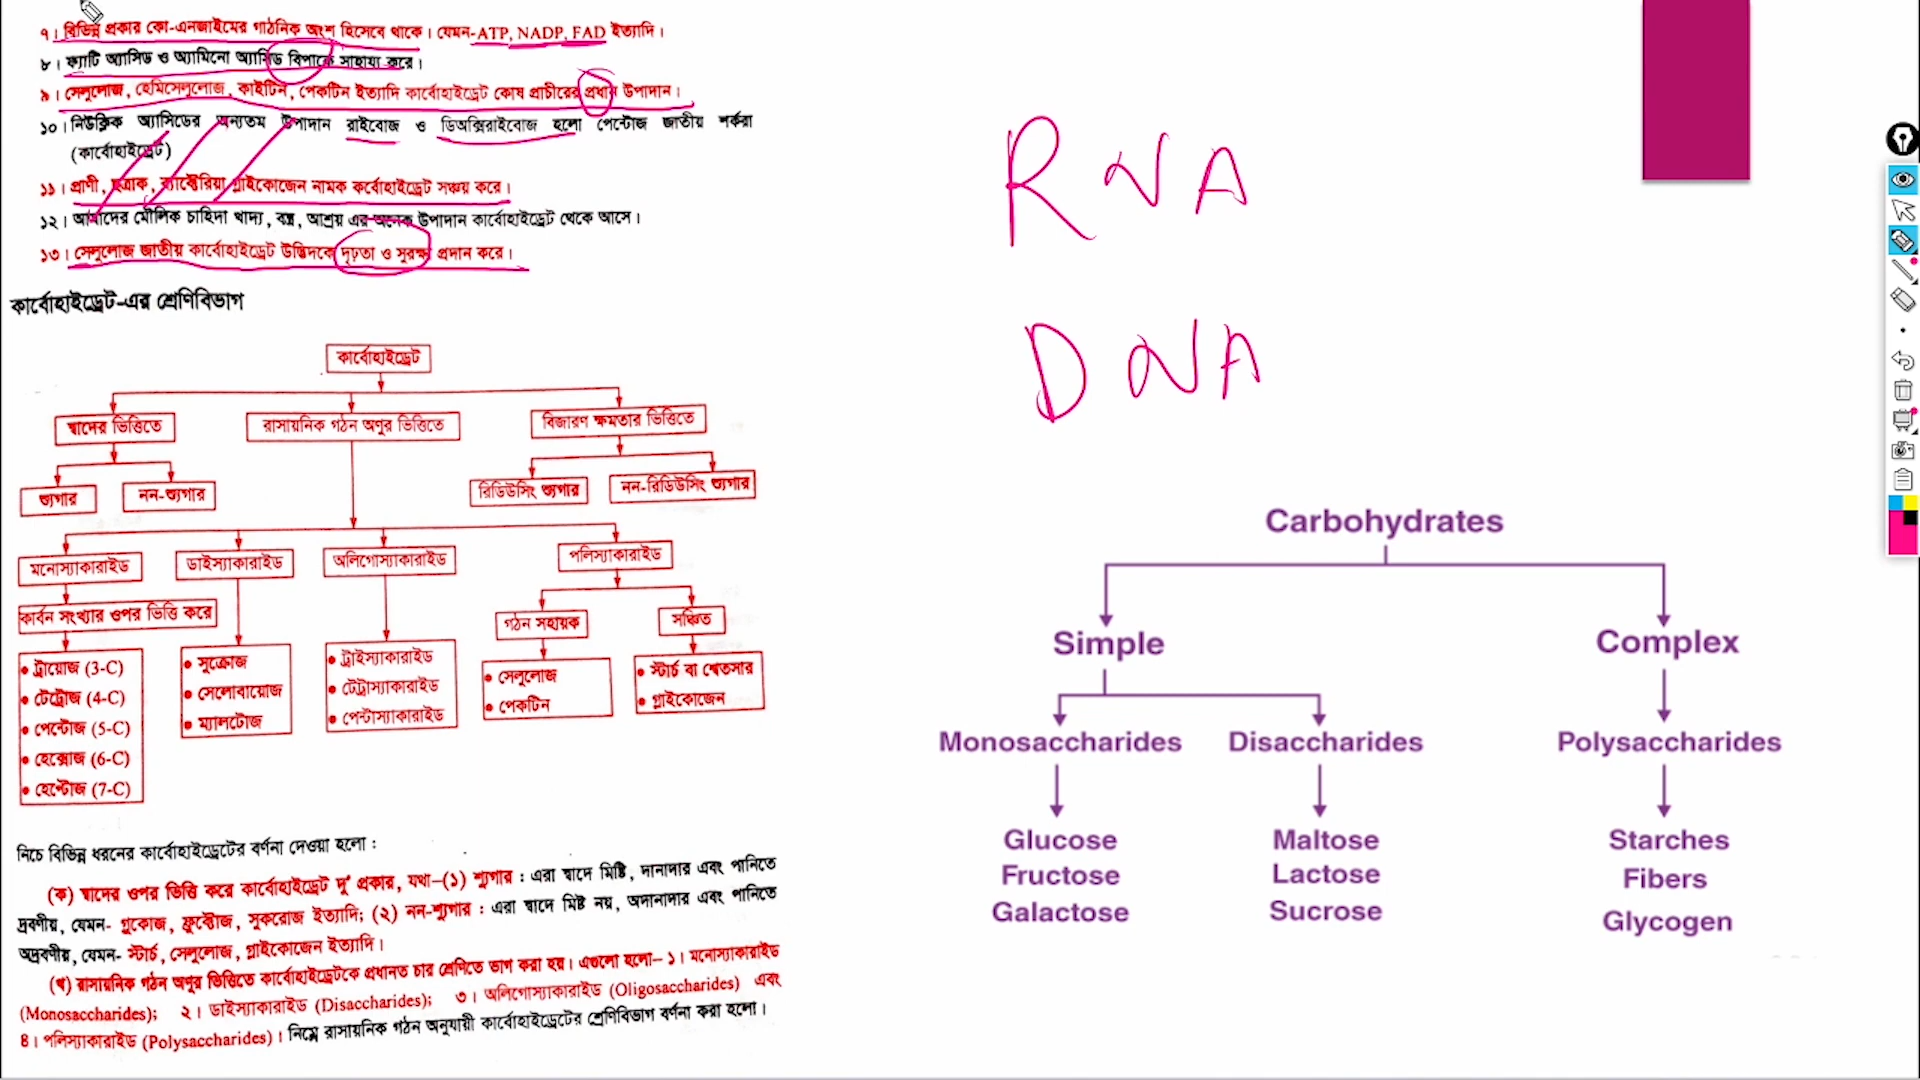 ৭। বিভিন্ন প্রকার কো-এনজাইমের গাঠনিক অংশ হিসেবে থাকে। যেমন-ATP, NADP, FAD ইত্যাদি।
৮। ফ্যাটি অ্যাসিড ও অ্যামিনো অ্যাসিড বিপাকে সাহায্য করে।
৯। সেলুলোজ, হেমিসেলুলোজ, কাইটিন, পেকটিন ইত্যাদি কার্বোহাইড্রেট কোষ প্রাচীরের প্রধান উপাদান।
১০। নিউক্লিক অ্যাসিডের অন্যতম উপাদান রাইবোজ ও ডিঅক্সিরাইবোজ হলো পেন্টোজ জাতীয় শর্করা
(কার্বোহাইড্রেট)
১১। প্রাণী, ছত্রাক, ব্যাক্টেরিয়া গ্লাইকোজেন নামক কর্বোহাইড্রেট সঞ্চয় করে।
১২। আমাদের মৌলিক চাহিদা খাদ্য, বস্ত্র, আশ্রয় এর অনেক উপাদান কার্বোহাইড্রেট থেকে আসে।
১৩। সেলুলোজ জাতীয় কার্বোহাইড্রেট উদ্ভিদকে দৃঢ়তা ও সুরক্ষা প্রদান করে।
RNA
DNA
কার্বোহাইড্রেট-এর শ্রেণিবিভাগ
কার্বোহাইড্রেট
স্বাদের ভিত্তিতে
রাসায়নিক গঠন অণুর ভিত্তিতে
বিজারণ ক্ষমতার ভিত্তিতে
শ্যুগার
নন-শ্যুগার
রিডিউসিং শ্যুগার
নন-রিডিউসিং শ্যুগার
মনোস্যাকারাইড
ডাইস্যাকারাইড
অলিগোস্যাকারাইড
পলিস্যাকারাইড
কার্বন সংখ্যার ওপর ভিত্তি করে
গঠন সহায়ক
সঞ্চিত
• ট্রায়োজ (3-C)
• টেট্রোজ (4-C)
• পেন্টোজ (5-C)
• হেক্সোজ (6-C)
• হেপ্টোজ (7-C)
• সুক্রোজ
• সেলোবায়োজ
• ম্যালটোজ
• ট্রাইস্যাকারাইড
• টেট্রাস্যাকারাইড
• পেন্টাস্যাকারাইড
• সেলুলোজ
• পেকটিন
• স্টার্চ বা শ্বেতসার
• গ্লাইকোজেন
নিচে বিভিন্ন ধরনের কার্বোহাইড্রেটের বর্ণনা দেওয়া হলো :
(ক) স্বাদের ওপর ভিত্তি করে কার্বোহাইড্রেট দু' প্রকার, যথা–(১) শ্যুগার : এরা স্বাদে মিষ্টি, দানাদার এবং পানিতে
দ্রবণীয়, যেমন- গ্লুকোজ, ফ্রুক্টোজ, সুকরোজ ইত্যাদি; (২) নন-শ্যুগার : এরা স্বাদে মিষ্ট নয়, অদানাদার এবং পানিতে
অদ্রবণীয়, যেমন- স্টার্চ, সেলুলোজ, গ্লাইকোজেন ইত্যাদি।
(খ) রাসায়নিক গঠন অণুর ভিত্তিতে কার্বোহাইড্রেটকে প্রধানত চার শ্রেণিতে ভাগ করা হয়। এগুলো হলো– ১। মনোস্যাকারাইড
(Monosaccharides); ২। ডাইস্যাকারাইড (Disaccharides); ৩। অলিগোস্যাকারাইড (Oligosaccharides) এবং
৪। পলিস্যাকারাইড (Polysaccharides)। নিম্নে রাসায়নিক গঠন অনুযায়ী কার্বোহাইড্রেটের শ্রেণিবিভাগ বর্ণনা করা হলো।
Carbohydrates
Simple
Complex
Monosaccharides
Disaccharides
Polysaccharides
Glucose
Fructose
Galactose
Maltose
Lactose
Sucrose
Starches
Fibers
Glycogen